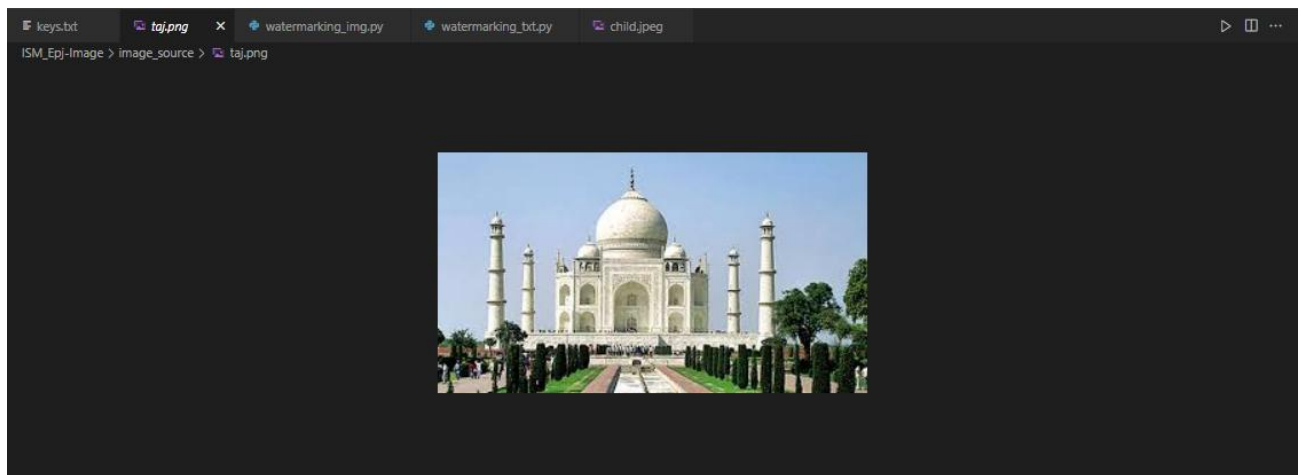 keys.txt taj.png watermarking_img.py watermarking_txt.py child.jpeg
ISM_Epj-Image > image_source > taj.png